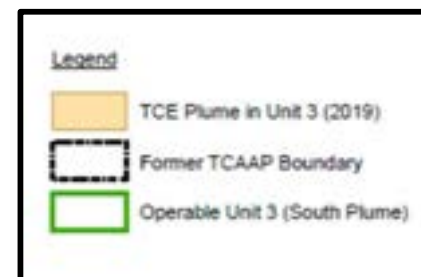 Legend
TCE Plume in Unit 3 (2019)
Former TCAAP Boundary
Operable Unit 3 (South Plume)